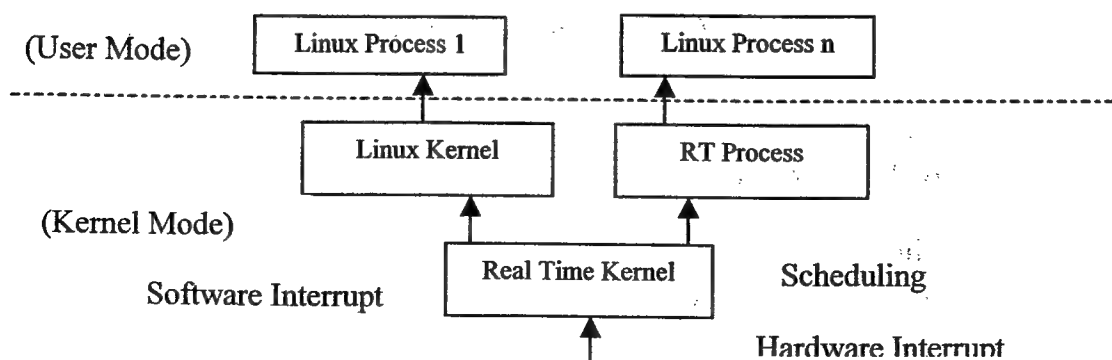 (User Mode)
Linux Process 1
Linux Process n
Linux Kernel
RT Process
(Kernel Mode)
Real Time Kernel
Software Interrupt
Scheduling
Hardware Interrupt